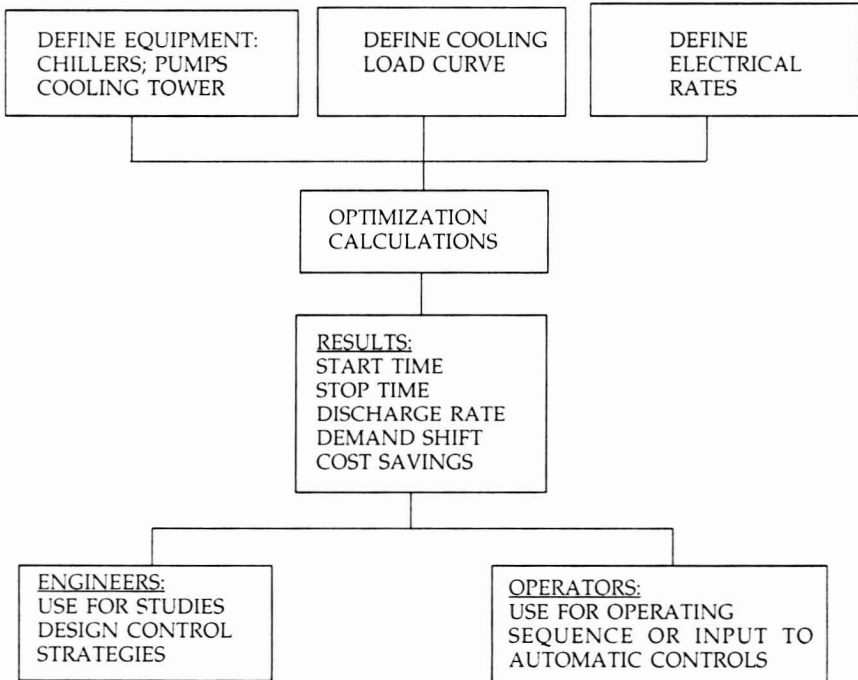 DEFINE EQUIPMENT:
CHILLERS; PUMPS
COOLING TOWER
DEFINE COOLING
LOAD CURVE
DEFINE
ELECTRICAL
RATES
OPTIMIZATION
CALCULATIONS
RESULTS:
START TIME
STOP TIME
DISCHARGE RATE
DEMAND SHIFT
COST SAVINGS
ENGINEERS:
USE FOR STUDIES
DESIGN CONTROL
STRATEGIES
OPERATORS:
USE FOR OPERATING
SEQUENCE OR INPUT TO
AUTOMATIC CONTROLS